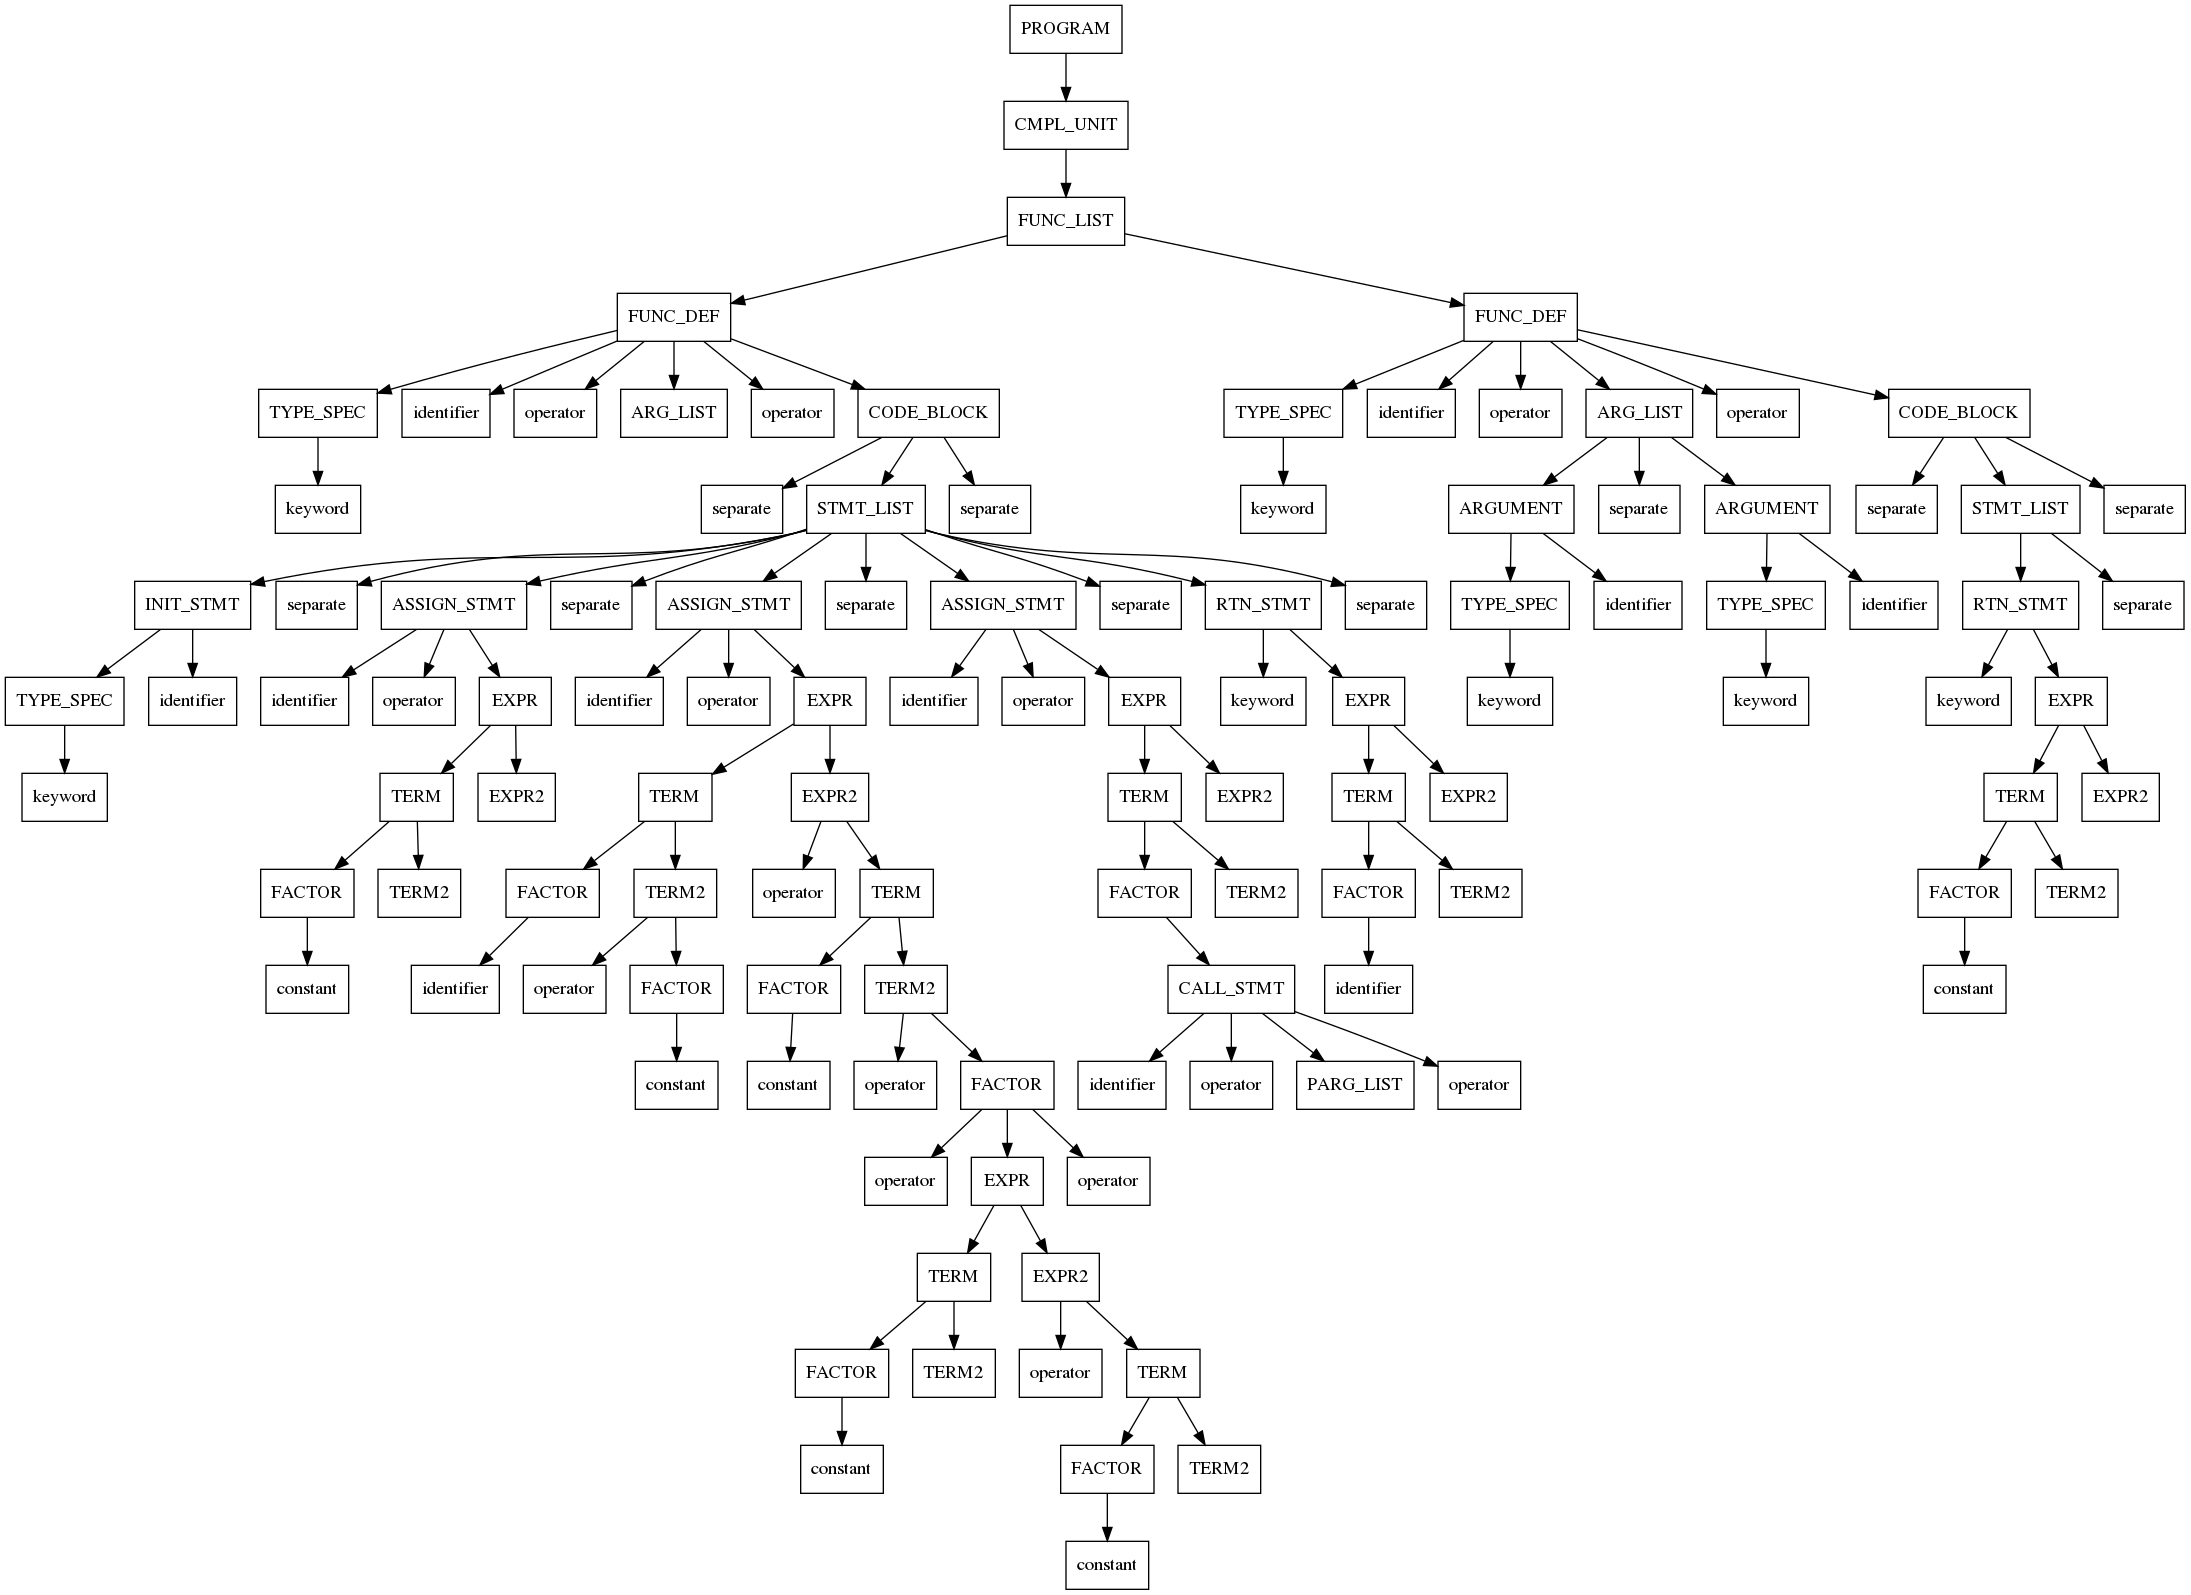 PROGRAM
CMPL_UNIT
FUNC_LIST
FUNC_DEF FUNC_DEF
TYPE_SPEC identifier operator ARG_LIST operator CODE_BLOCK TYPE_SPEC identifier operator ARG_LIST operator CODE_BLOCK
keyword separate STMT_LIST separate keyword ARGUMENT separate ARGUMENT separate STMT_LIST separate
INIT_STMT separate ASSIGN_STMT separate ASSIGN_STMT separate ASSIGN_STMT separate RTN_STMT separate TYPE_SPEC identifier TYPE_SPEC identifier RTN_STMT separate
TYPE_SPEC identifier identifier operator EXPR identifier operator EXPR identifier operator EXPR keyword EXPR keyword keyword keyword EXPR
keyword TERM EXPR2 TERM EXPR2 TERM EXPR2 TERM EXPR2 TERM EXPR2
FACTOR TERM2 FACTOR TERM2 operator TERM FACTOR TERM2 FACTOR TERM2 FACTOR TERM2
constant identifier operator FACTOR FACTOR TERM2 CALL_STMT identifier constant
constant constant operator FACTOR identifier operator PARG_LIST operator
operator EXPR operator
TERM EXPR2
FACTOR TERM2 operator TERM
constant FACTOR TERM2
constant